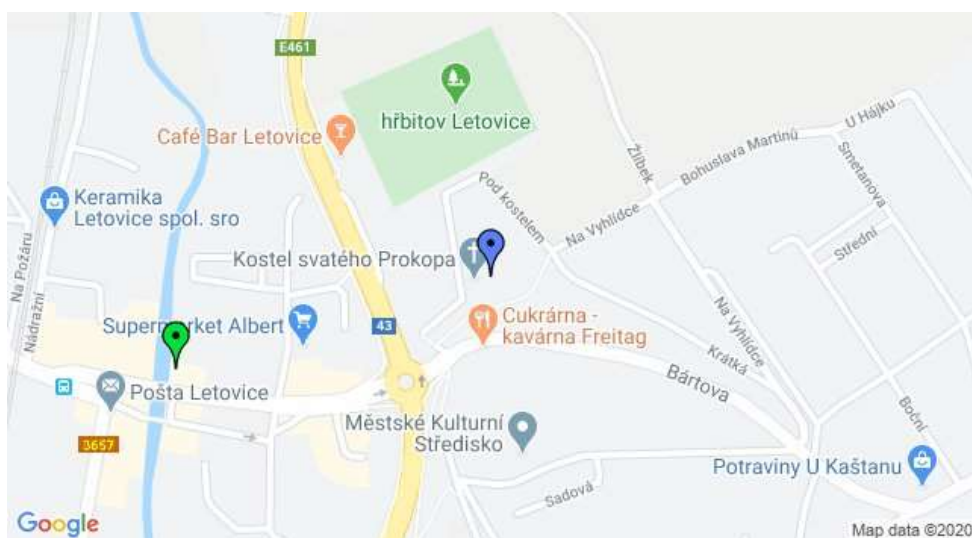 E461
hřbitov Letovice
Café Bar Letovice
U Hájku
Bohuslava Martinů
Žlíbek
Smetanova
Pod kostelem
Keramika
Letovice spol. sro
Na Vyhlídce
Střední
Na Požáru
Nádražní
Kostel svatého Prokopa
Supermarket Albert
43
Cukrárna -
kavárna Freitag
Na Vyhlídce
Krátká
Bártova
Boční
Pošta Letovice
Městské Kulturní
Středisko
3657
Potraviny U Kaštanu
Sadová
Google
Map data ©2020